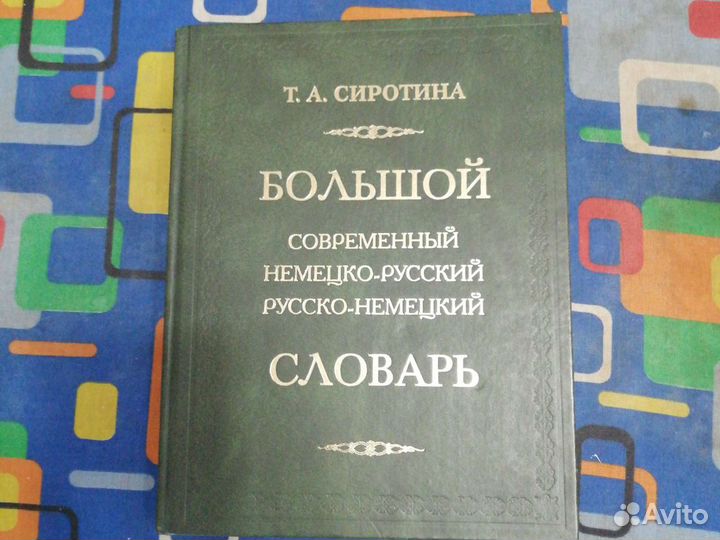 Т. А. СИРОТИНА
БОЛЬШОЙ
СОВРЕМЕННЫЙ
НЕМЕЦКО-РУССКИЙ
РУССКО-НЕМЕЦКИЙ
СЛОВАРЬ
Avito